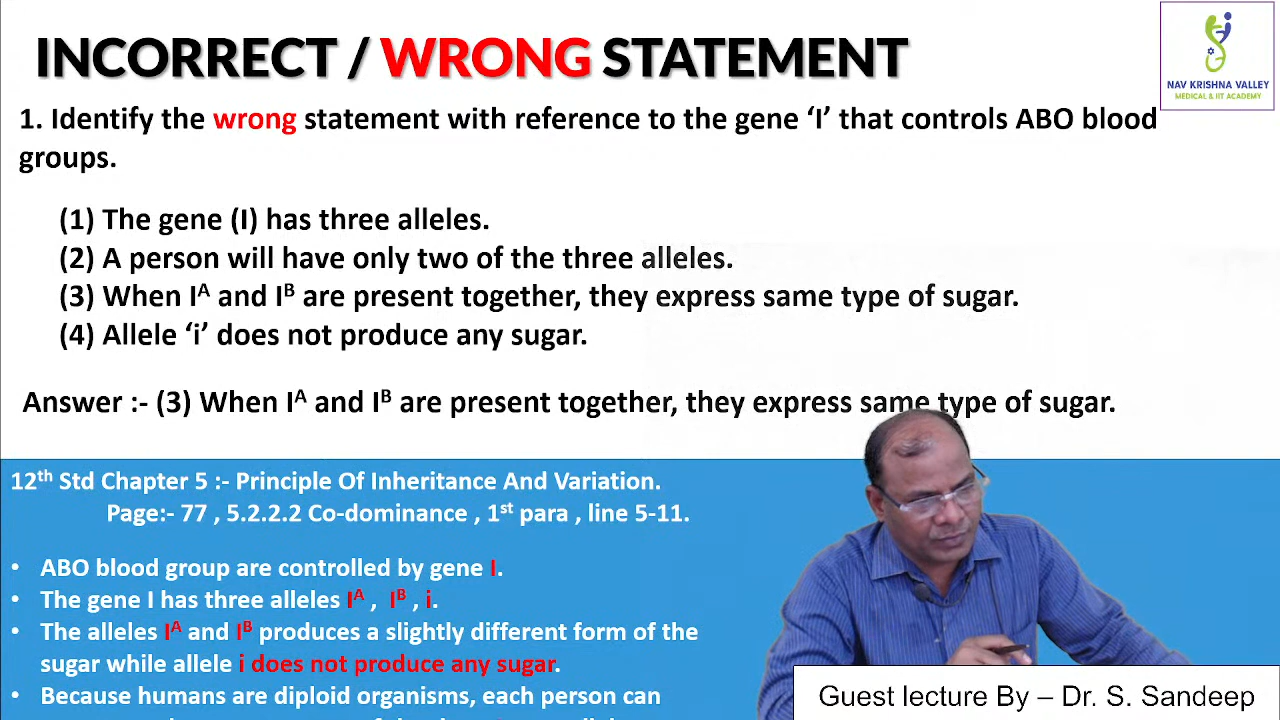 INCORRECT / WRONG STATEMENT
NAV KRISHNA VALLEY
MEDICAL & IIT ACADEMY
1. Identify the wrong statement with reference to the gene ‘I’ that controls ABO blood
groups.
(1) The gene (I) has three alleles.
(2) A person will have only two of the three alleles.
(3) When Iᴬ and Iᴮ are present together, they express same type of sugar.
(4) Allele ‘i’ does not produce any sugar.
Answer :- (3) When Iᴬ and Iᴮ are present together, they express same type of sugar.
12ᵗʰ Std Chapter 5 :- Principle Of Inheritance And Variation.
Page:- 77 , 5.2.2.2 Co-dominance , 1ˢᵗ para , line 5-11.
• ABO blood group are controlled by gene I.
• The gene I has three alleles Iᴬ , Iᴮ , i.
• The alleles Iᴬ and Iᴮ produces a slightly different form of the
sugar while allele i does not produce any sugar.
• Because humans are diploid organisms, each person can
Guest lecture By – Dr. S. Sandeep